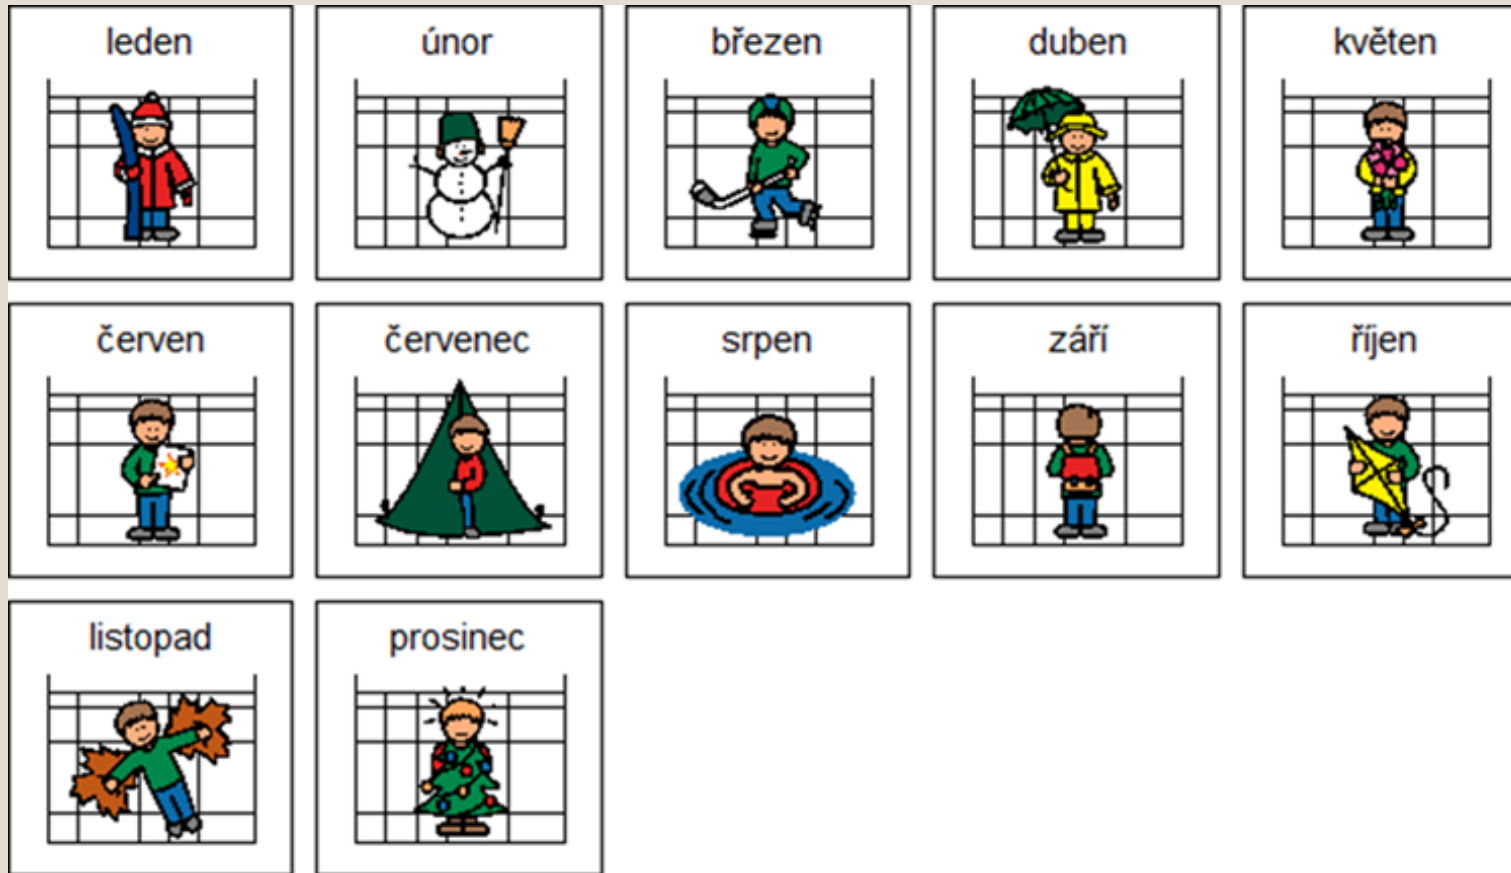 leden
únor
březen
duben
květen
červen
červenec
srpen
září
říjen
listopad
prosinec